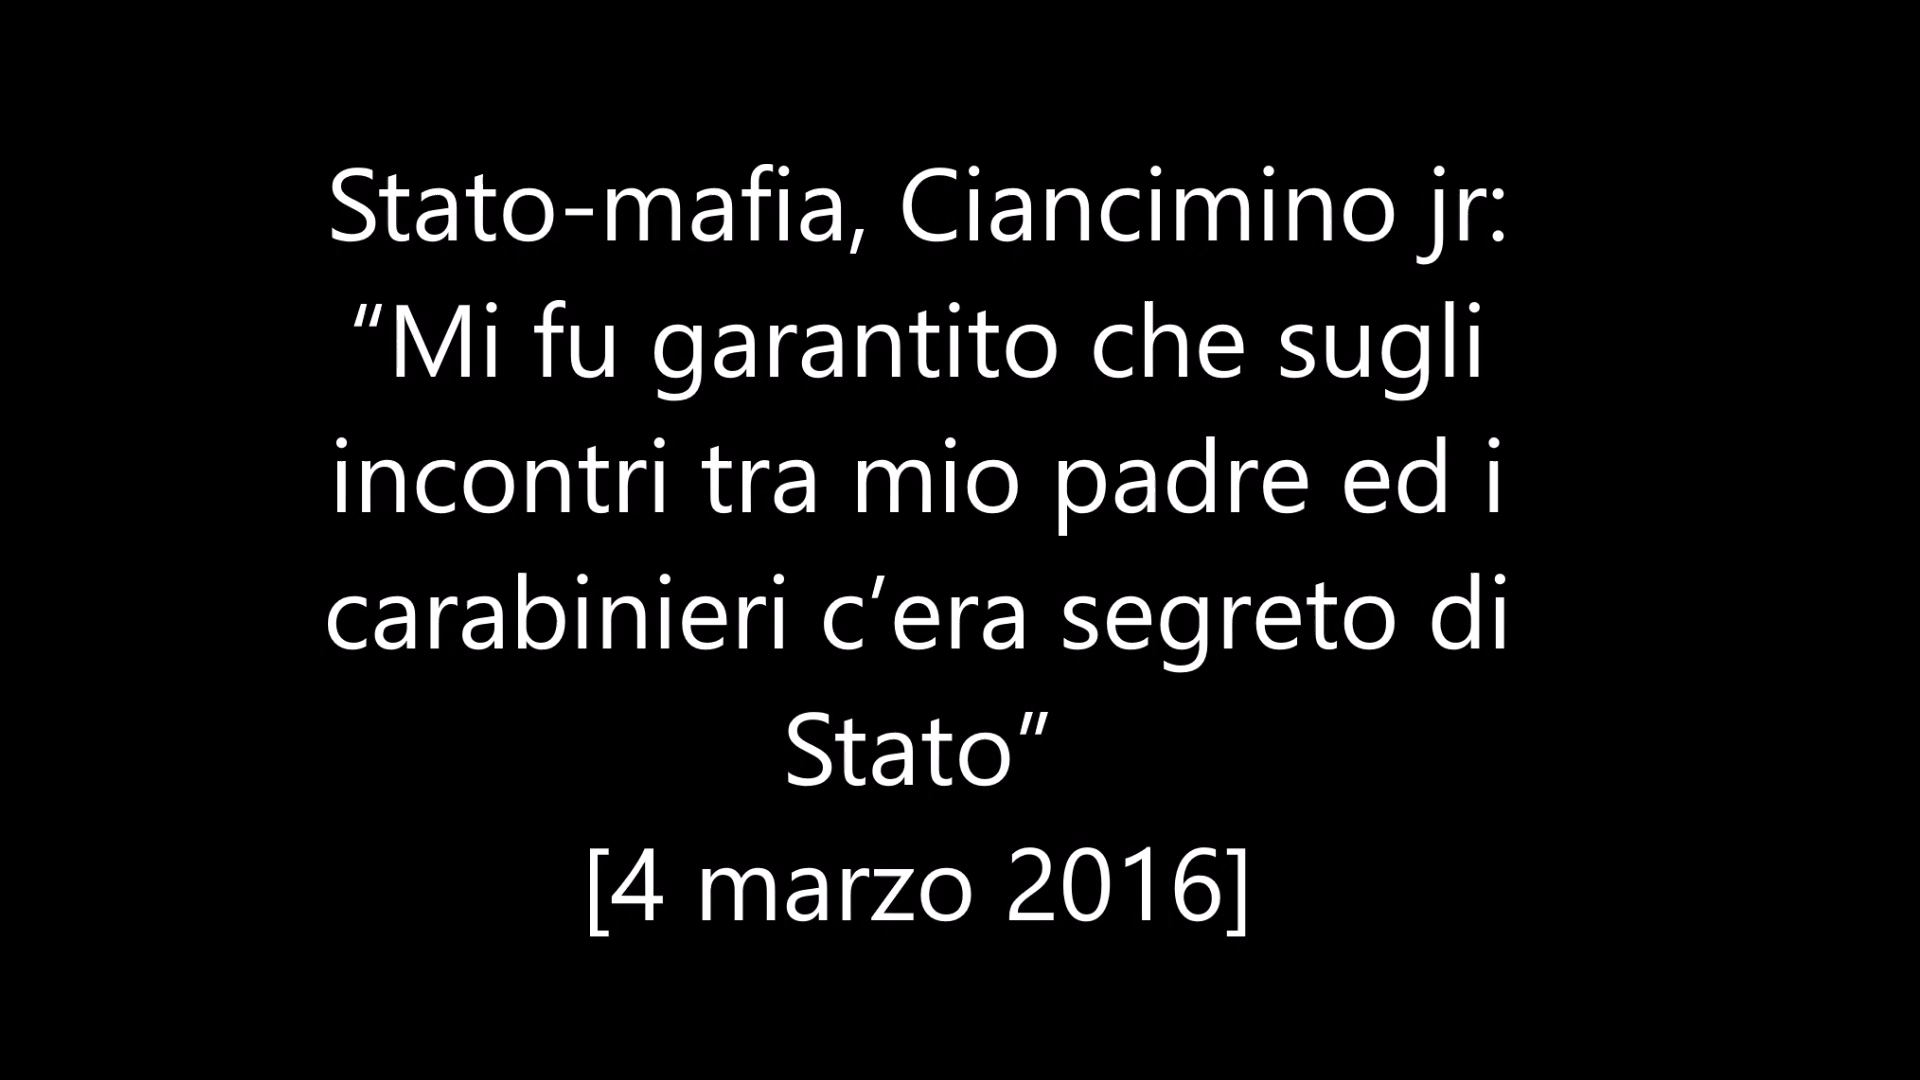 Stato-mafia, Ciancimino jr:
“Mi fu garantito che sugli
incontri tra mio padre ed i
carabinieri c’era segreto di
Stato”
[4 marzo 2016]